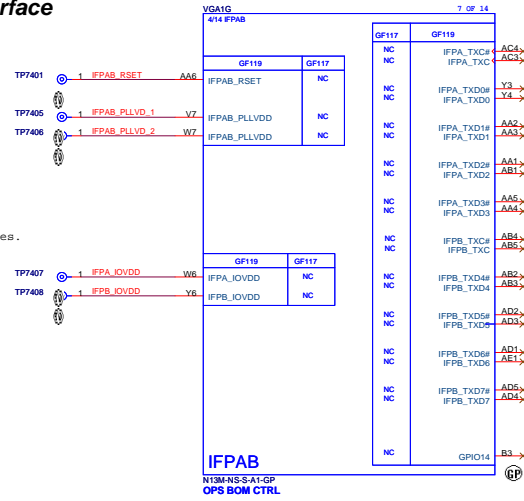 rface
VGA1G
7 OF 14
4/14 IFPAB
GF117 GF119
NC IFPA_TXC# AC4
NC IFPA_TXC AC3
GF119 GF117
TP7401 1 IFPAB_RSET AA6 IFPAB_RSET NC
NC IFPA_TXD0# Y3
NC IFPA_TXD0 Y4
TP7405 1 IFPAB_PLLVD_1 V7 IFPAB_PLLVDD NC
TP7406 1 IFPAB_PLLVD_2 W7 IFPAB_PLLVDD NC
NC IFPA_TXD1# AA2
NC IFPA_TXD1 AA3
NC IFPA_TXD2# AA1
NC IFPA_TXD2 AB1
NC IFPA_TXD3# AA5
NC IFPA_TXD3 AA4
es.
NC IFPB_TXC# AB4
NC IFPB_TXC AB5
GF119 GF117
TP7407 1 IFPA_IOVDD W6 IFPA_IOVDD NC
TP7408 1 IFPB_IOVDD Y6 IFPB_IOVDD NC
NC IFPB_TXD4# AB2
NC IFPB_TXD4 AB3
NC IFPB_TXD5# AD2
NC IFPB_TXD5 AD3
NC IFPB_TXD6# AD1
NC IFPB_TXD6 AE1
NC IFPB_TXD7# AD5
NC IFPB_TXD7 AD4
NC GPIO14 B3
IFPAB
GP
N13M-NS-S-A1-GP
OPS BOM CTRL